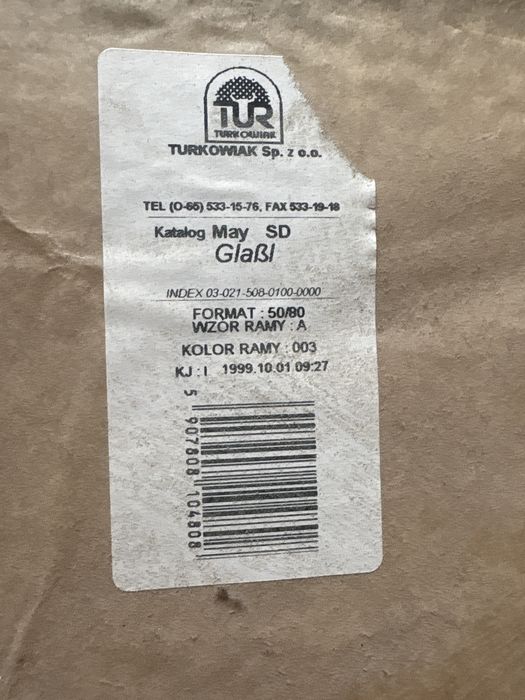 TUR
TURKOWIAK
TURKOWIAK Sp. z o.o.
TEL (0-65) 533-15-76, FAX 533-19-18
Katalog May SD
Glaßl
INDEX 03-021-508-0100-0000
FORMAT : 50/80
WZÓR RAMY : A
KOLOR RAMY : 003
KJ : I 1999.10.01 09:27
5 907808 104808